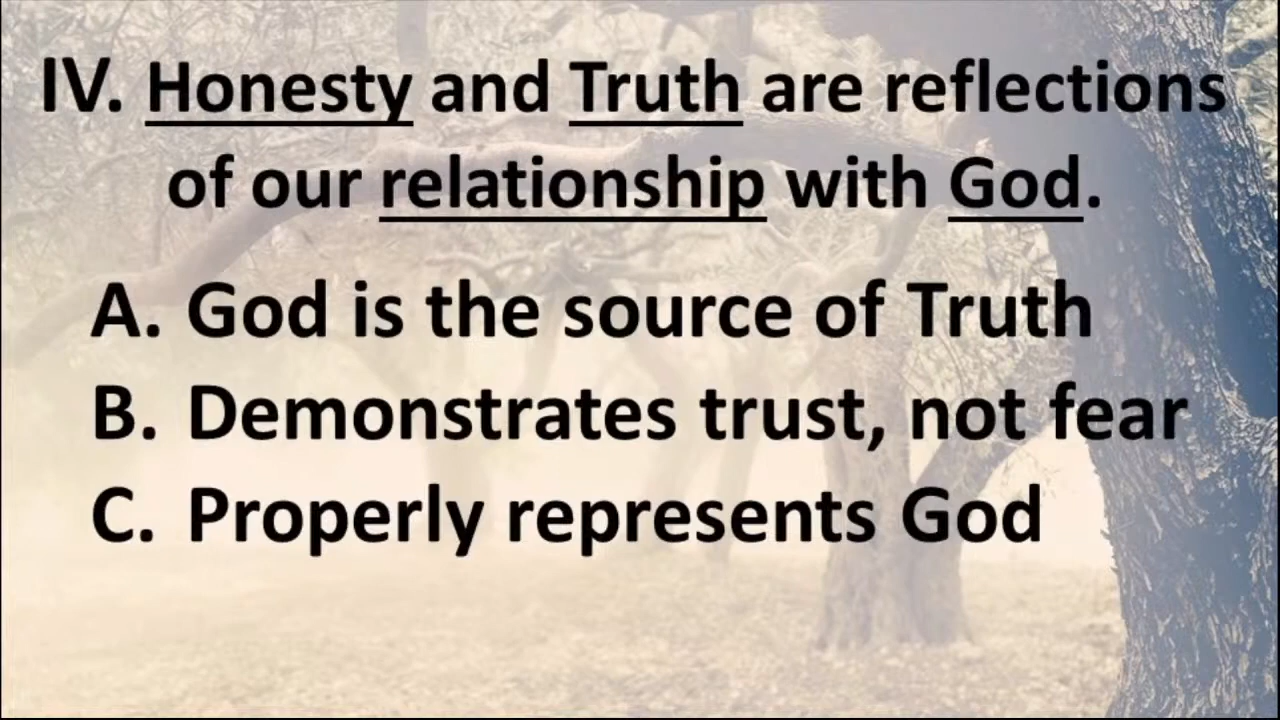 IV. Honesty and Truth are reflections
of our relationship with God.
A. God is the source of Truth
B. Demonstrates trust, not fear
C. Properly represents God